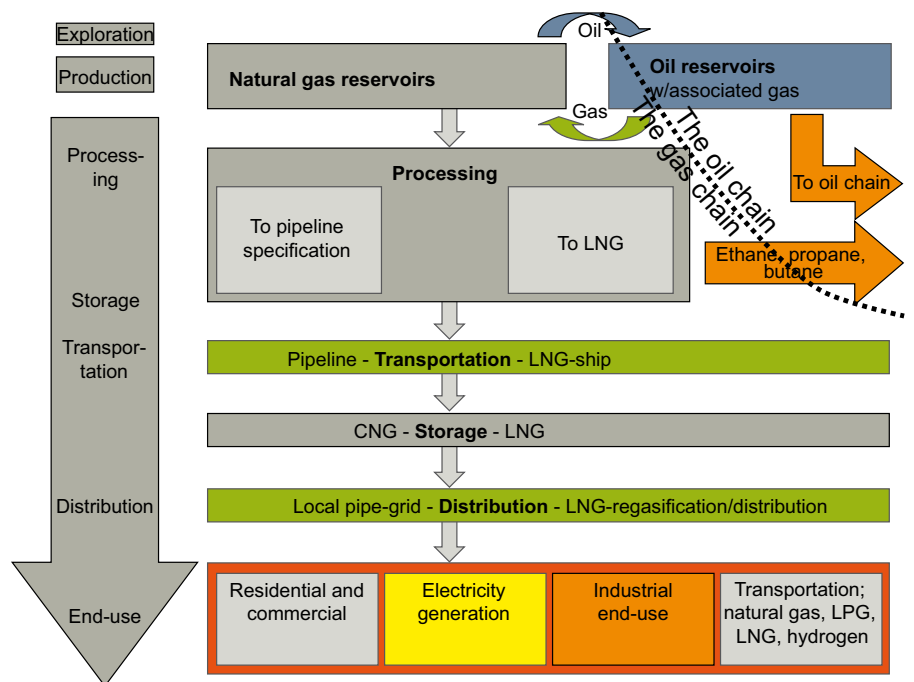 Exploration
Production
Process-
ing
Storage
Transpor-
tation
Distribution
End-use
Oil
Natural gas reservoirs
Oil reservoirs
w/associated gas
Gas
The oil chain
The gas chain
To oil chain
Processing
To pipeline
specification
To LNG
Ethane, propane,
butane
Pipeline - Transportation - LNG-ship
CNG - Storage - LNG
Local pipe-grid - Distribution - LNG-regasification/distribution
Residential and
commercial
Electricity
generation
Industrial
end-use
Transportation;
natural gas, LPG,
LNG, hydrogen